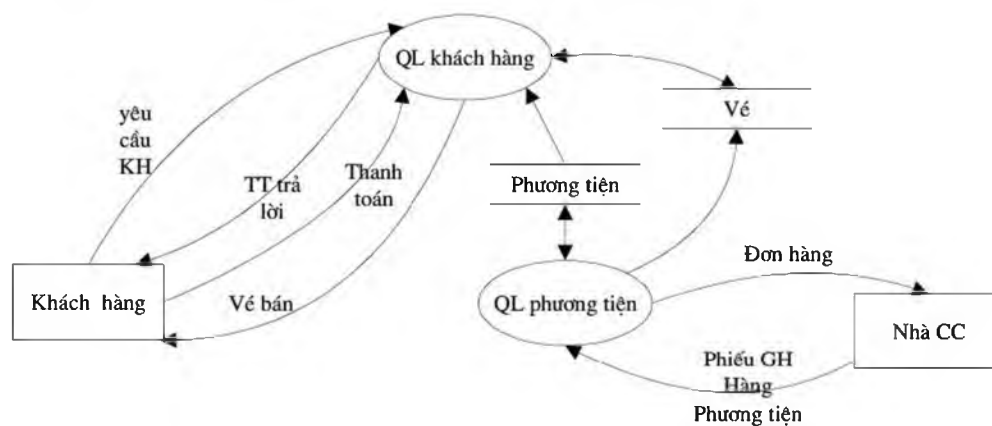 QL khách hàng
Vé
yêu
cầu
KH
TT trả
lời
Thanh
toán
Phương tiện
Đơn hàng
Khách hàng
Vé bán
QL phương tiện
Nhà CC
Phiếu GH
Hàng
Phương tiện